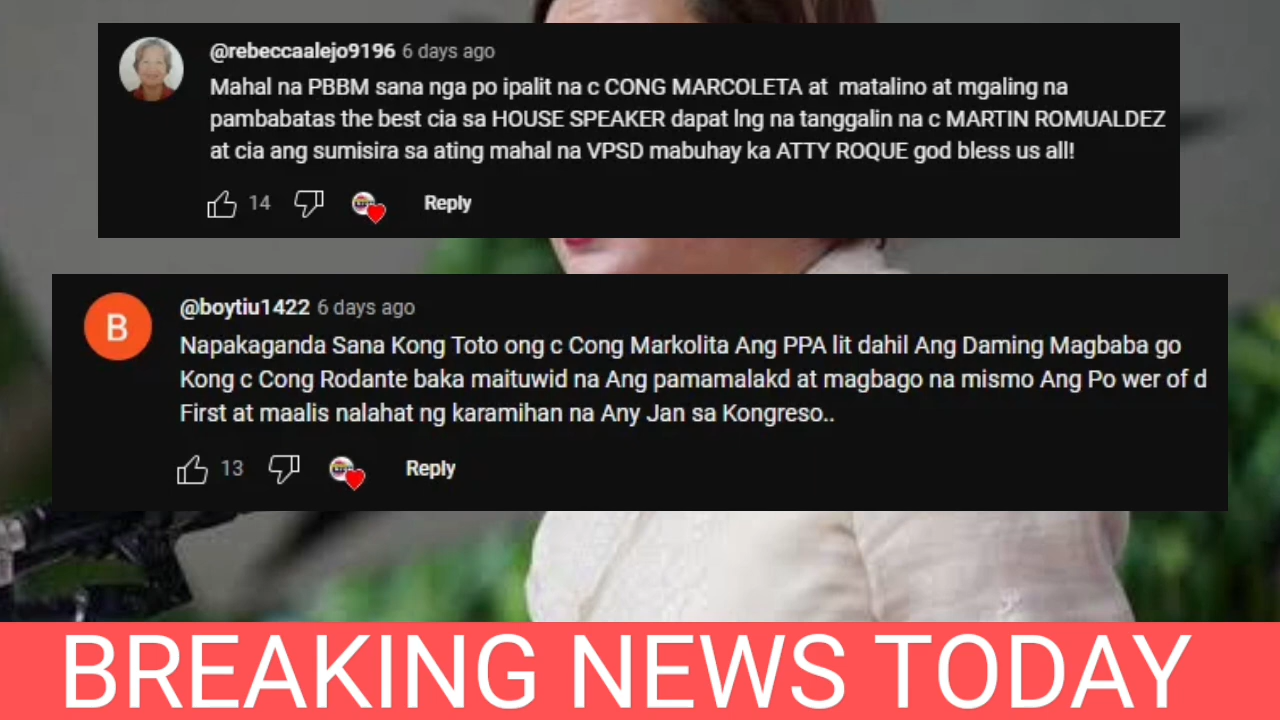 @rebeccaalejo9196 6 days ago
Mahal na PBBM sana nga po ipalit na c CONG MARCOLETA at matalino at mgaling na
pambabatas the best cia sa HOUSE SPEAKER dapat lng na tanggalin na c MARTIN ROMUALDEZ
at cia ang sumisira sa ating mahal na VPSD mabuhay ka ATTY ROQUE god bless us all!
14 Reply
B
@boytiu1422 6 days ago
Napakaganda Sana Kong Toto ong c Cong Markolita Ang PPA lit dahil Ang Daming Magbaba go
Kong c Cong Rodante baka maituwid na Ang pamamalakd at magbago na mismo Ang Po wer of d
First at maalis nalahat ng karamihan na Any Jan sa Kongreso..
13 Reply
BREAKING NEWS TODAY